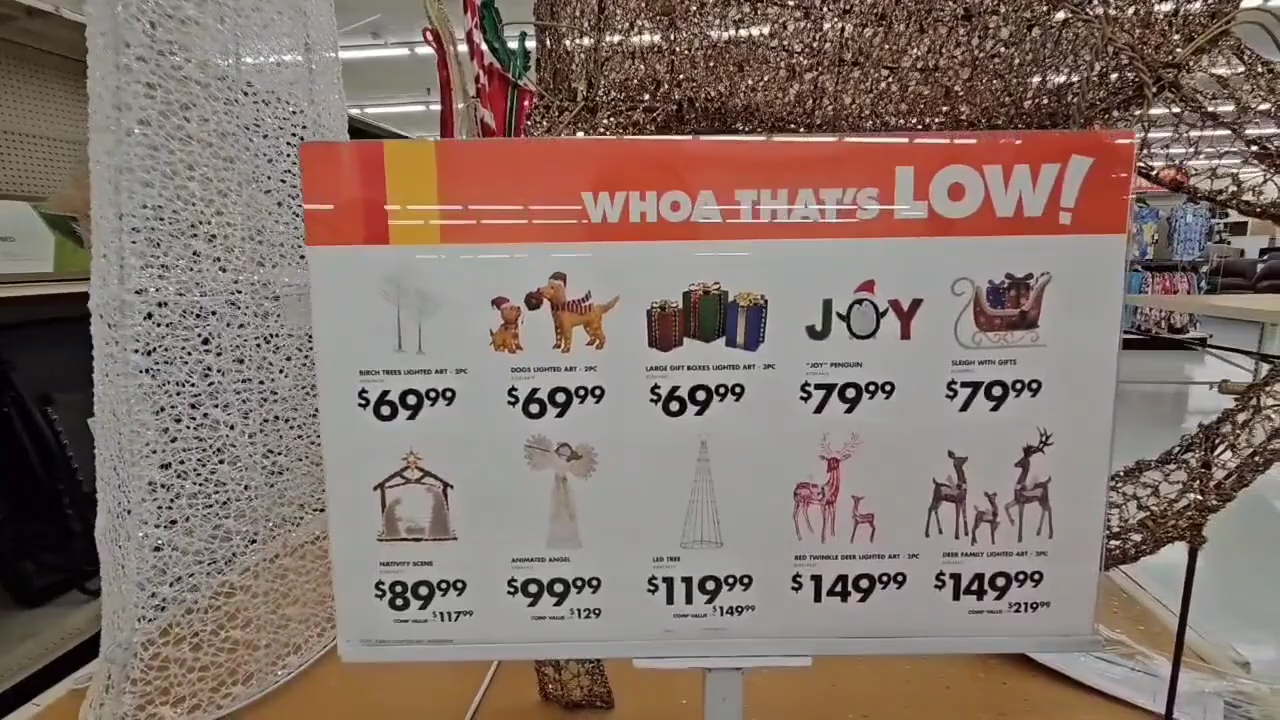 WHOA THAT'S LOW!
BIRCH TREES LIGHTED ART - 2PC
$69.99
DOGS LIGHTED ART - 2PC
$69.99
LARGE GIFT BOXES LIGHTED ART - 3PC
$69.99
"JOY" PENGUIN
$79.99
SLEIGH WITH GIFTS
$79.99
JOY
NATIVITY SCENE
$89.99
COMP VALUE $117.99
ANIMATED ANGEL
$99.99
COMP VALUE $129
LED TREE
$119.99
COMP VALUE $149.99
RED TWINKLE DEER LIGHTED ART - 2PC
$149.99
DEER FAMILY LIGHTED ART - 3PC
$149.99
COMP VALUE $219.99